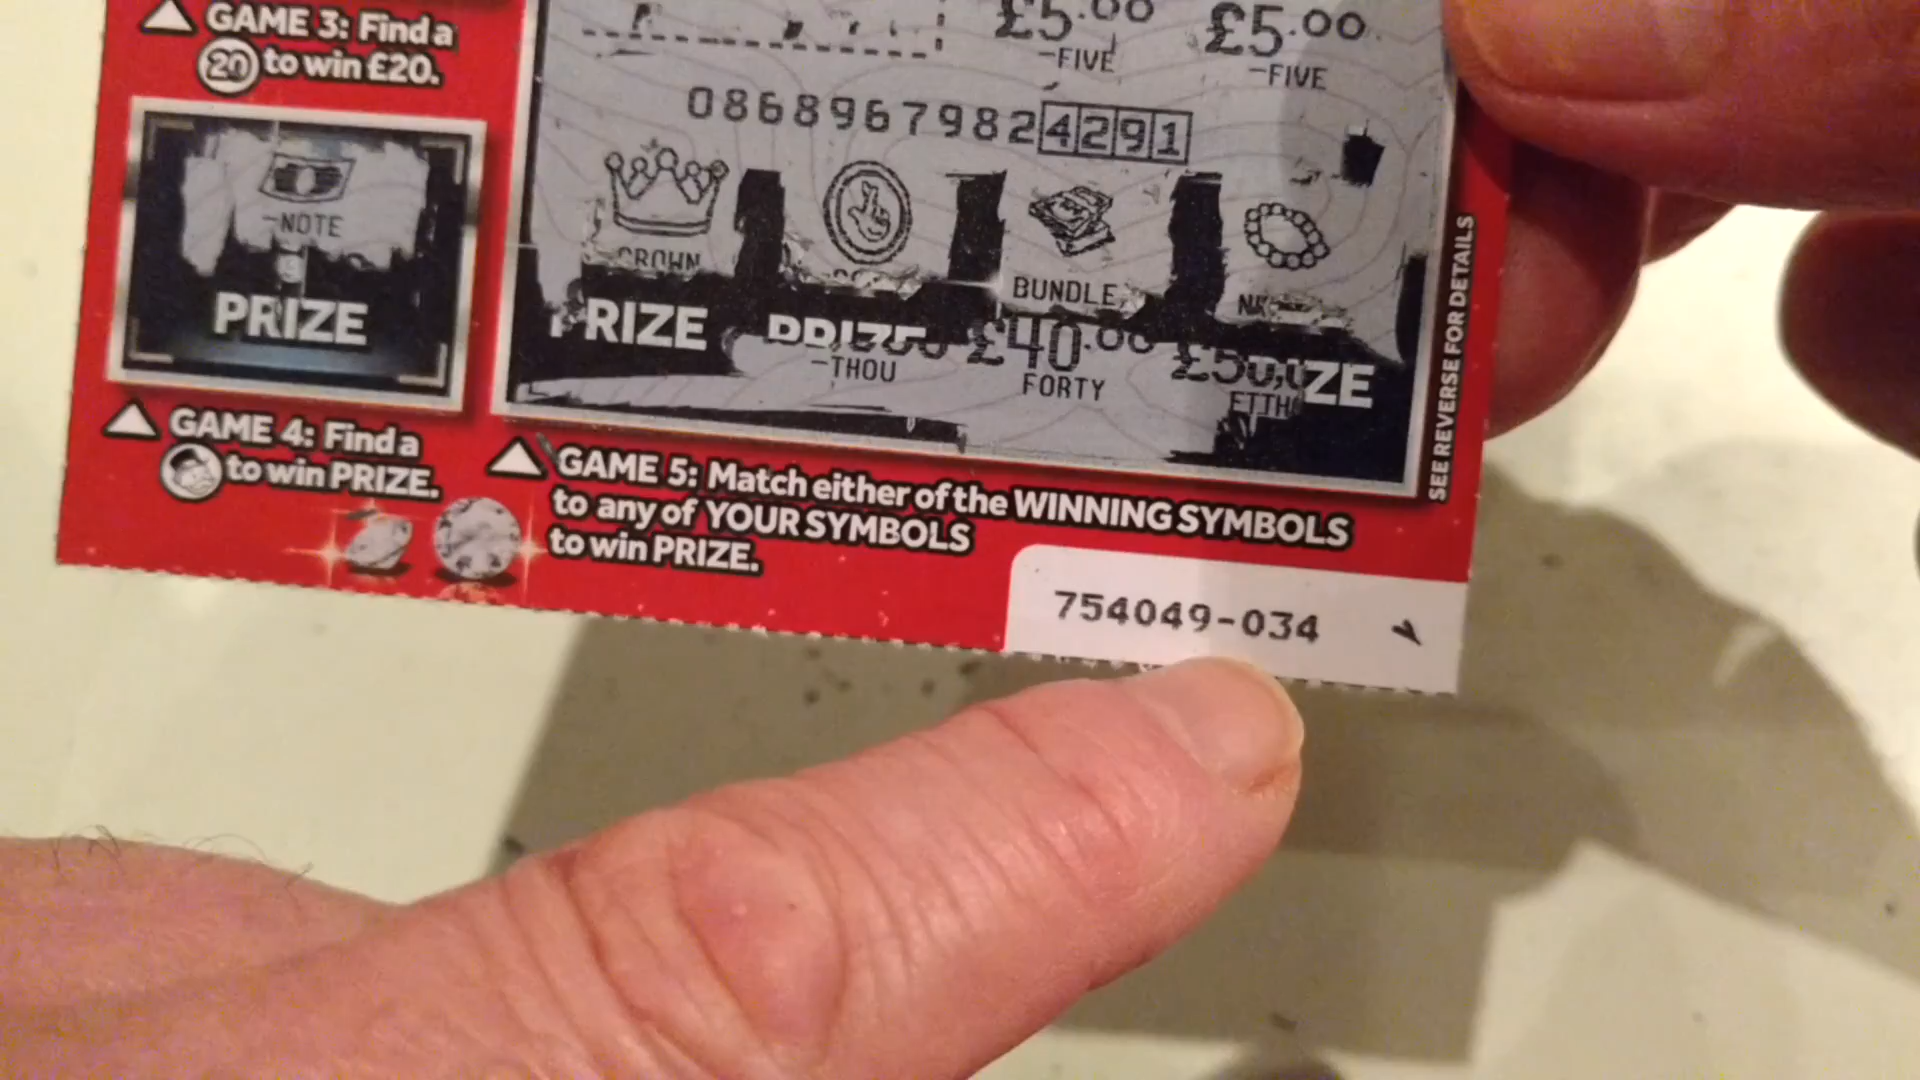 GAME 3: Find a
20 to win £20.
£5.00
-FIVE
£5.00
-FIVE
08689679824291
-NOTE
PRIZE
CROWN
BUNDLE
PRIZE
PRIZE
-THOU
£40.00
FORTY
GAME 4: Find a
to win PRIZE.
GAME 5: Match either of the WINNING SYMBOLS
to any of YOUR SYMBOLS
to win PRIZE.
SEE REVERSE FOR DETAILS
754049-034